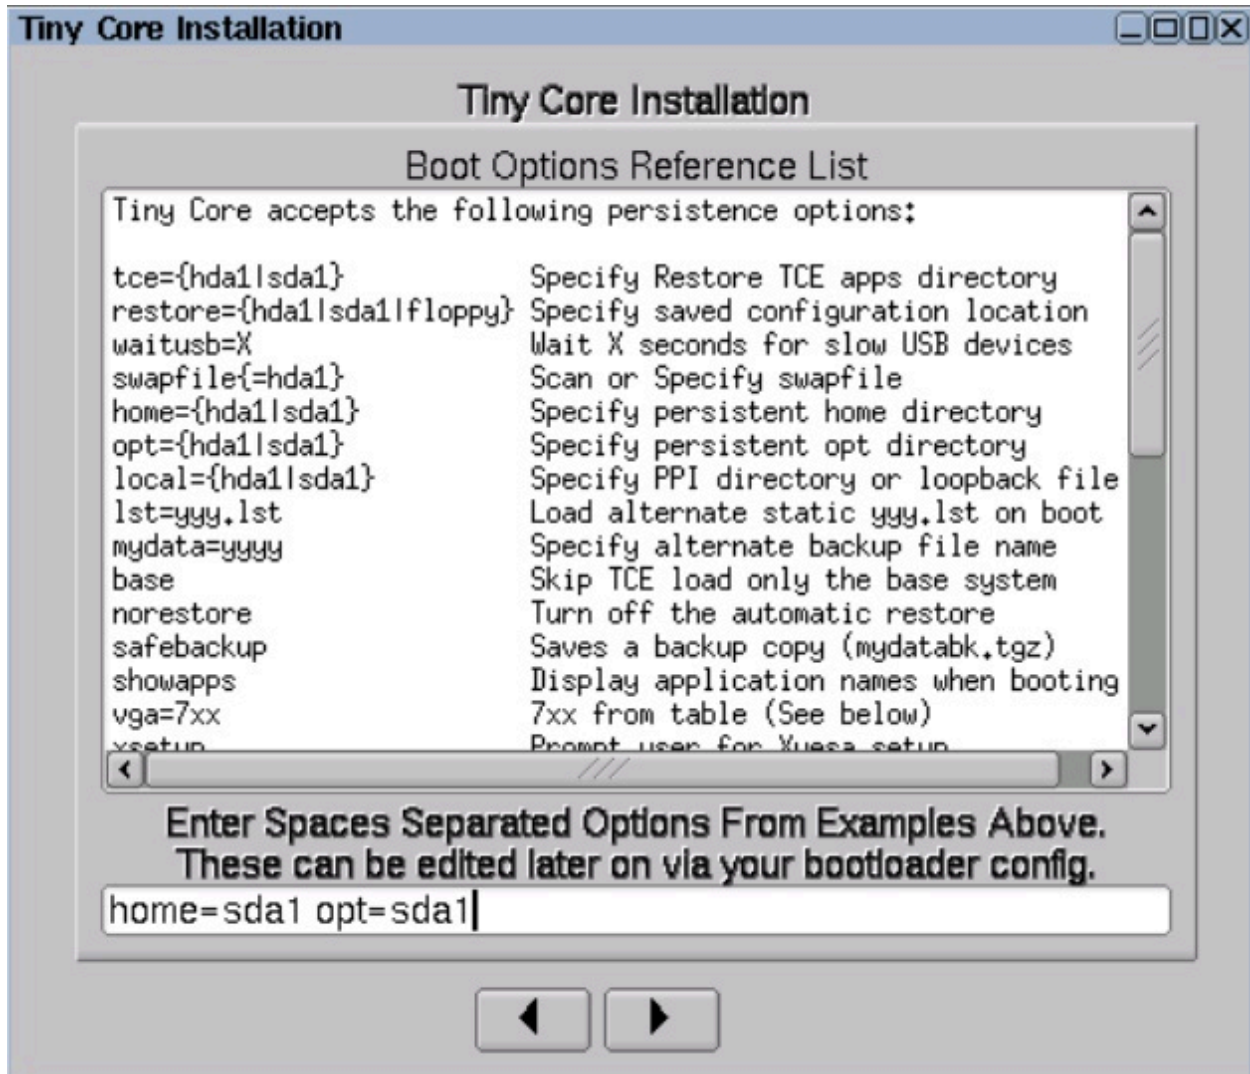 Tiny Core Installation
Tiny Core Installation
Boot Options Reference List
Tiny Core accepts the following persistence options:
tce={hda1|sda1} Specify Restore TCE apps directory
restore={hda1|sda1|floppy} Specify saved configuration location
waitusb=X Wait X seconds for slow USB devices
swapfile{=hda1} Scan or Specify swapfile
home={hda1|sda1} Specify persistent home directory
opt={hda1|sda1} Specify persistent opt directory
local={hda1|sda1} Specify PPI directory or loopback file
lst=yyy.lst Load alternate static yyy.lst on boot
mydata=yyyy Specify alternate backup file name
base Skip TCE load only the base system
norestore Turn off the automatic restore
safebackup Saves a backup copy (mydatabk.tgz)
showapps Display application names when booting
vga=7xx 7xx from table (See below)
xsetup Prompt user for Xvesa setup
Enter Spaces Separated Options From Examples Above.
These can be edited later on via your bootloader config.
home=sda1 opt=sda1